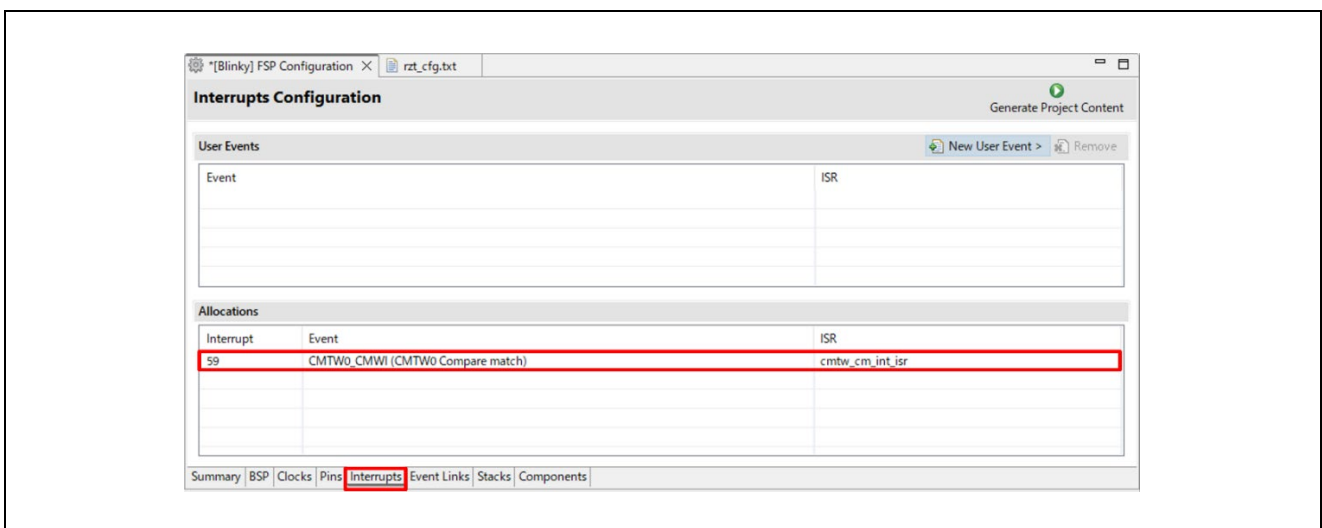 *[Blinky] FSP Configuration rzt_cfg.txt
Interrupts Configuration
Generate Project Content
User Events New User Event > Remove
Event ISR
Allocations
Interrupt Event ISR
59 CMTW0_CMWI (CMTW0 Compare match) cmtw_cm_int_isr
Summary BSP Clocks Pins Interrupts Event Links Stacks Components